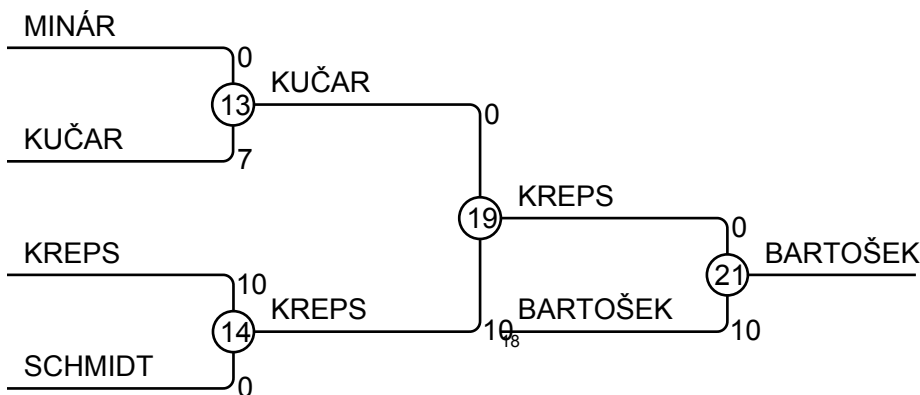 MINÁR
0
13
KUČAR
0
KUČAR
7
19
KREPS
0
KREPS
10
21
BARTOŠEK
14
KREPS
10
18
BARTOŠEK
10
SCHMIDT
0